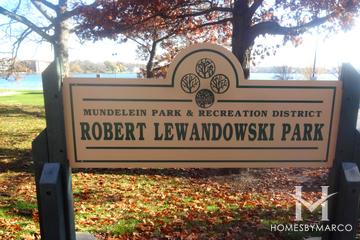 MUNDELEIN PARK & RECREATION DISTRICT
ROBERT LEWANDOWSKI PARK
HOMESBYMARCO